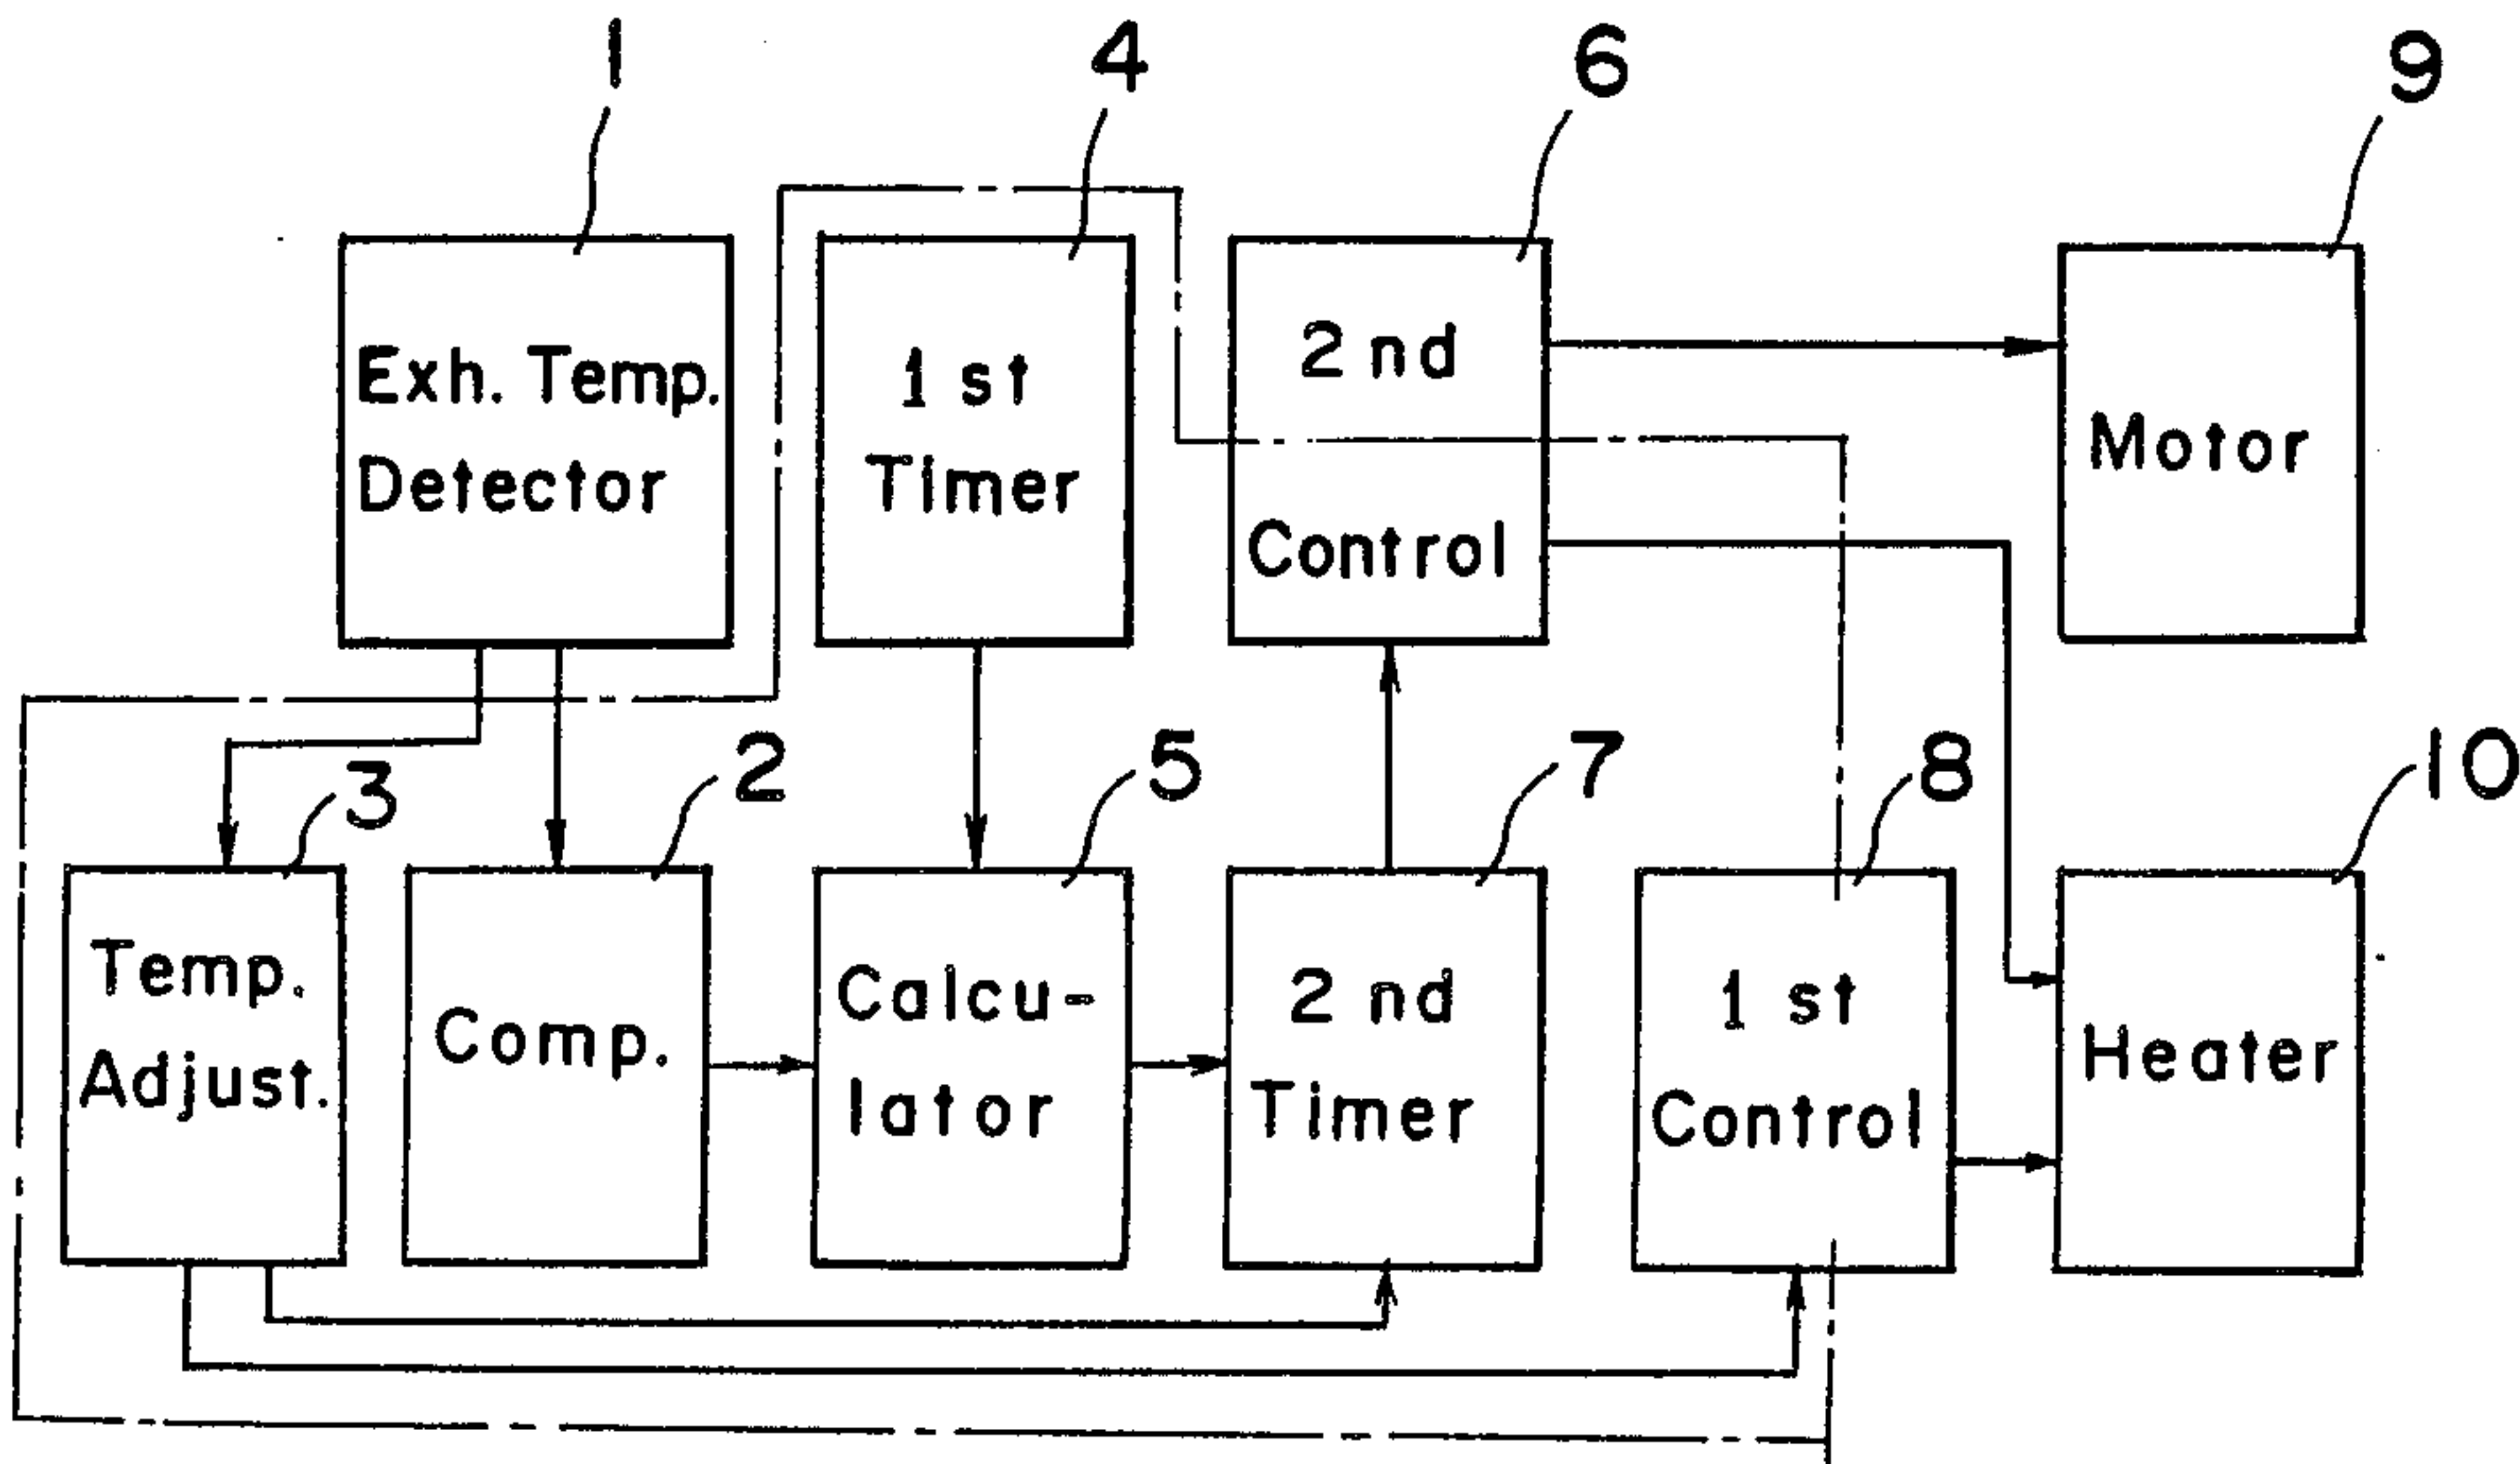 1
4
6
9
Exh. Temp.
Detector
1 st
Timer
2 nd
Control
Motor
3
2
5
7
8
10
Temp.
Adjust.
Comp.
Calcu-
lator
2 nd
Timer
1 st
Control
Heater